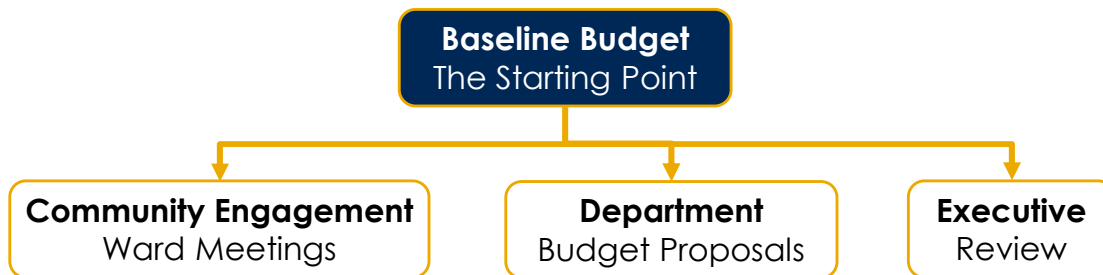 Baseline Budget
The Starting Point
Community Engagement
Ward Meetings
Department
Budget Proposals
Executive
Review